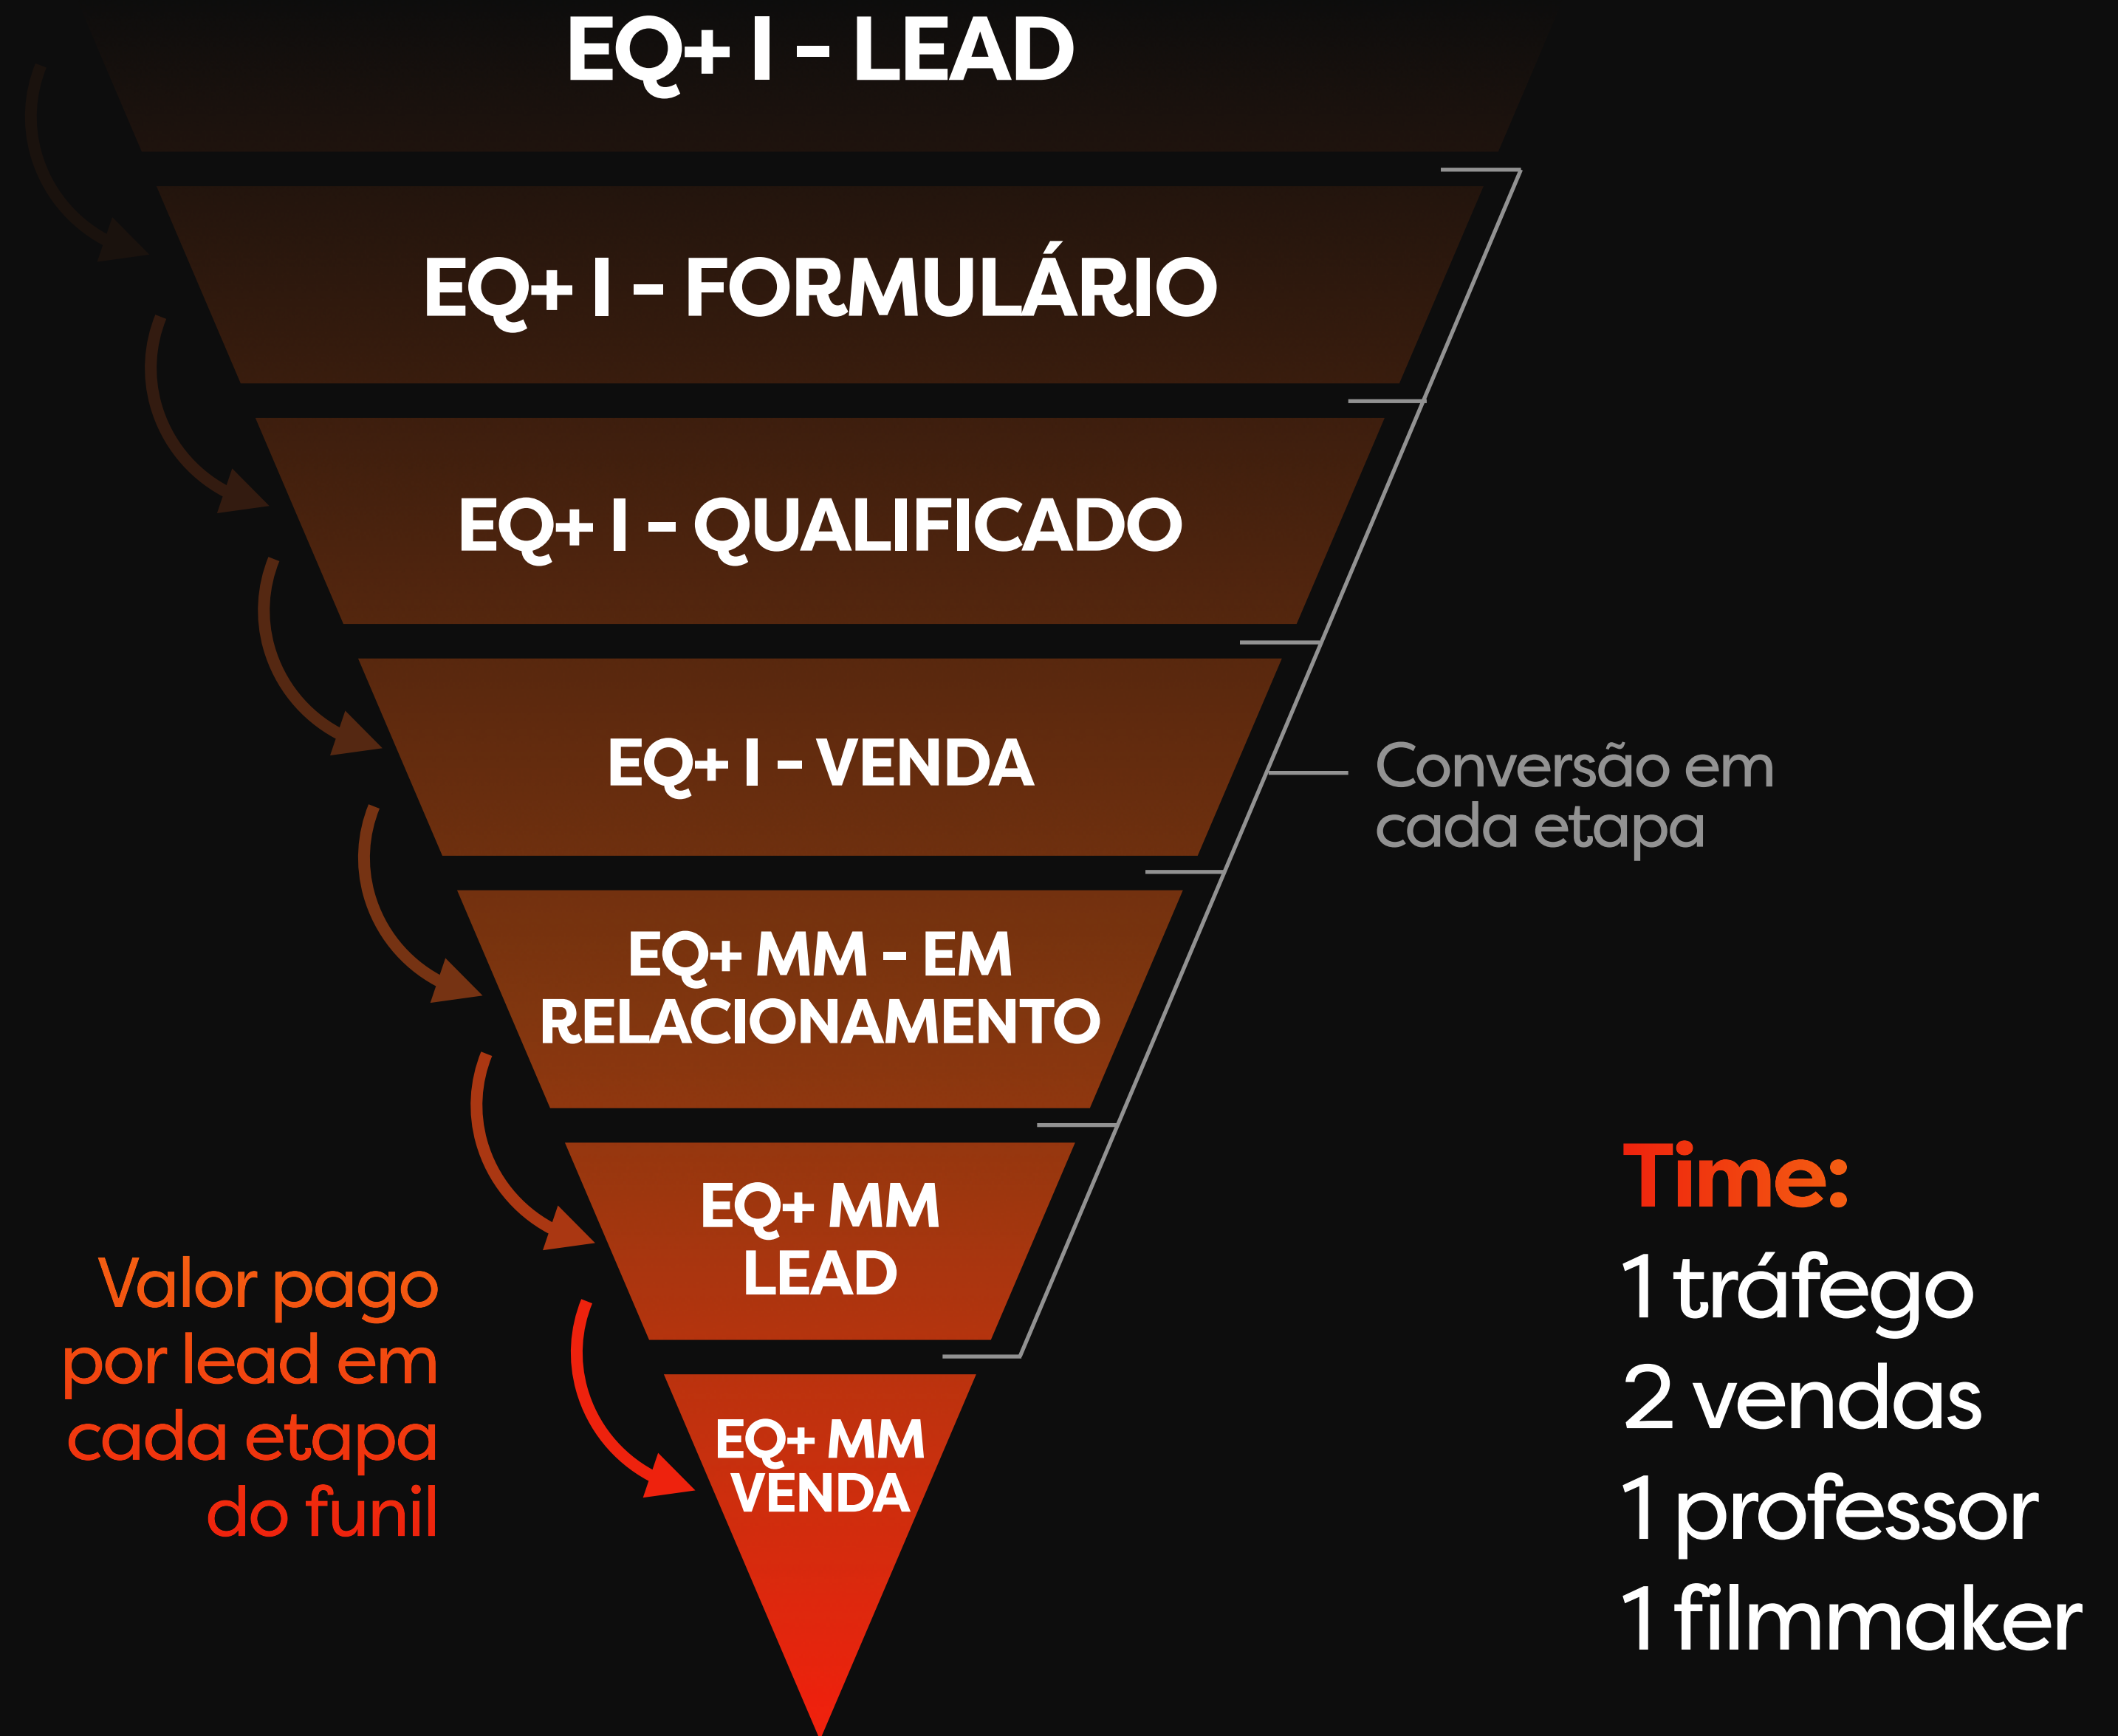 EQ+ I - LEAD
EQ+ I - FORMULÁRIO
EQ+ I - QUALIFICADO
EQ+ I - VENDA
Conversão em
cada etapa
EQ+ MM - EM
RELACIONAMENTO
EQ+ MM
LEAD
EQ+ MM
VENDA
Valor pago
por lead em
cada etapa
do funil
Time:
1 tráfego
2 vendas
1 professor
1 filmmaker